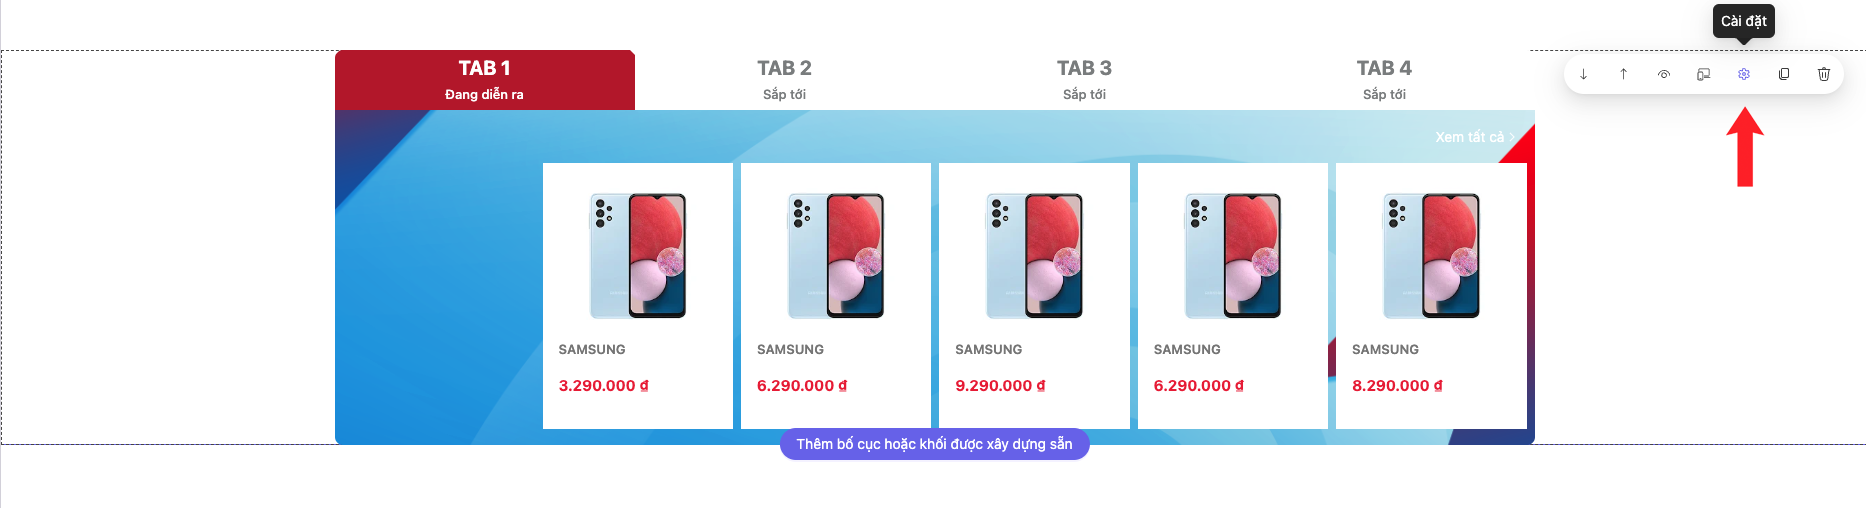 Cài đặt
TAB 1
Đang diễn ra
TAB 2
Sắp tới
TAB 3
Sắp tới
TAB 4
Sắp tới
Xem tất cả >
SAMSUNG
3.290.000 ₫
SAMSUNG
6.290.000 ₫
SAMSUNG
9.290.000 ₫
SAMSUNG
6.290.000 ₫
SAMSUNG
8.290.000 ₫
Thêm bố cục hoặc khối được xây dựng sẵn